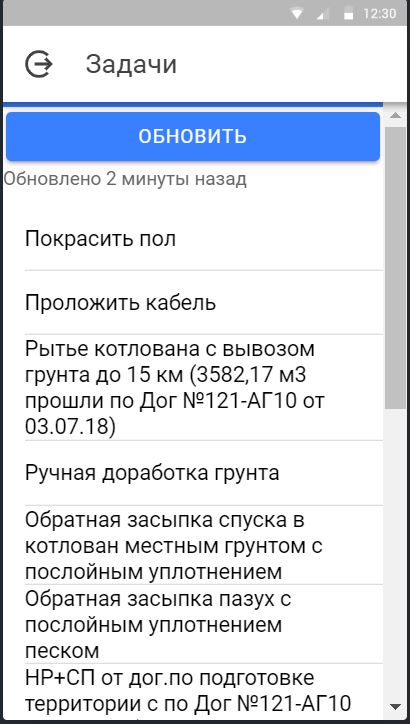 12:30
Задачи
ОБНОВИТЬ
Обновлено 2 минуты назад
Покрасить пол
Проложить кабель
Рытье котлована с вывозом
грунта до 15 км (3582,17 м3
прошли по Дог №121-АГ10 от
03.07.18)
Ручная доработка грунта
Обратная засыпка спуска в
котлован местным грунтом с
послойным уплотнением
Обратная засыпка пазух с
послойным уплотнением
песком
НР+СП от дог.по подготовке
территории с по Дог №121-АГ10